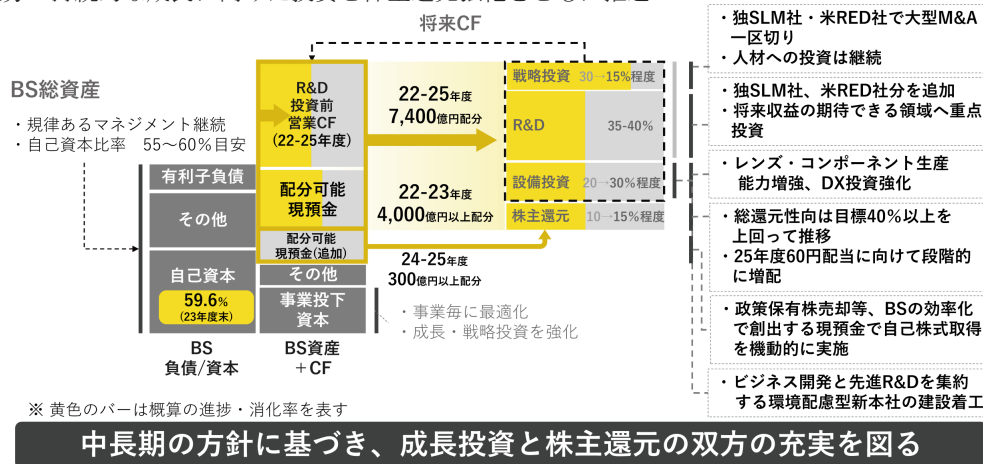 将来CF
BS総資産
・規律あるマネジメント継続
・自己資本比率 55～60%目安
有利子負債
その他
自己資本
59.6%
(23年度末)
BS
負債/資本
R&D
投資前
営業CF
(22-25年度)
配分可能
現預金
配分可能
現預金(追加)
その他
事業投下
資本
BS資産
＋CF
22-25年度
7,400億円配分
22-23年度
4,000億円以上配分
24-25年度
300億円以上配分
・事業毎に最適化
・成長・戦略投資を強化
戦略投資 30→15%程度
R&D 35-40%
設備投資 20→30%程度
株主還元 10→15%程度
・独SLM社・米RED社で大型M&A
一区切り
・人材への投資は継続
・独SLM社、米RED社分を追加
・将来収益の期待できる領域へ重点
投資
・レンズ・コンポーネント生産
能力増強、DX投資強化
・総還元性向は目標40%以上を
上回って推移
・25年度60円配当に向けて段階的
に増配
・政策保有株売却等、BSの効率化
で創出する現預金で自己株式取得
を機動的に実施
・ビジネス開発と先進R&Dを集約
する環境配慮型新本社の建設着工
※ 黄色のバーは概算の進捗・消化率を表す
中長期の方針に基づき、成長投資と株主還元の双方の充実を図る